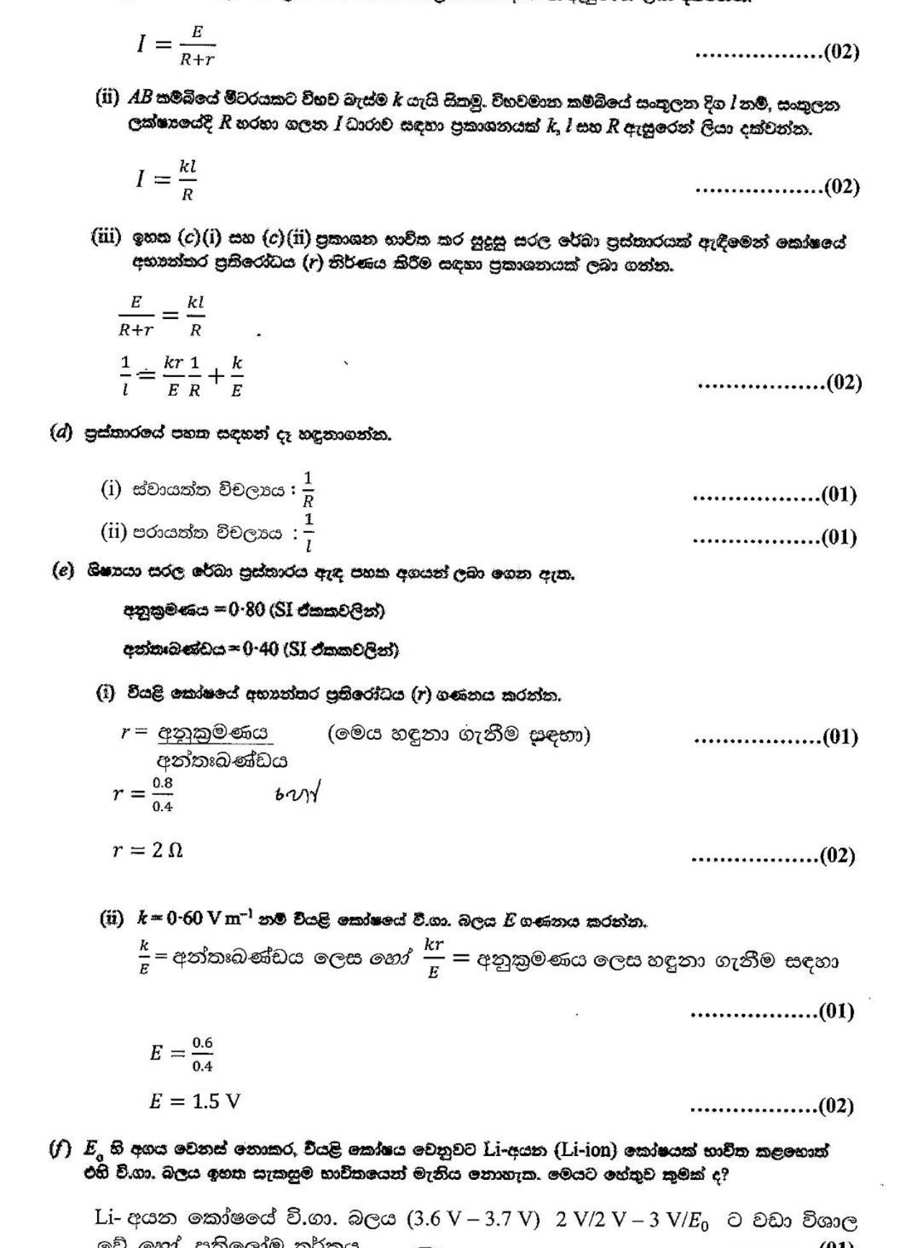 I = E/(R+r) ...................(02)
(ii) AB කම්බියේ මීටරයකට විභව බැස්ම k යැයි සිතමු. විභවමාන කම්බියේ සංතුලන දිග l නම්, සංතුලන
ලක්ෂ්‍යයේදී R හරහා ගලන I ධාරාව සඳහා ප්‍රකාශනයක් k, l සහ R ඇසුරෙන් ලියා දක්වන්න.
I = kl/R ...................(02)
(iii) ඉහත (c)(i) සහ (c)(ii) ප්‍රකාශන භාවිත කර සුදුසු සරල රේඛා ප්‍රස්තාරයක් ඇඳීමෙන් කෝෂයේ
අභ්‍යන්තර ප්‍රතිරෝධය (r) නිර්ණය කිරීම සඳහා ප්‍රකාශනයක් ලබා ගන්න.
E/(R+r) = kl/R
1/l = kr/E 1/R + k/E ...................(02)
(d) ප්‍රස්තාරයේ පහත සඳහන් දෑ හඳුනාගන්න.
(i) ස්වායත්ත විචල්‍යය : 1/R ...................(01)
(ii) පරායත්ත විචල්‍යය : 1/l ...................(01)
(e) ශිෂ්‍යයා සරල රේඛා ප්‍රස්තාරය ඇඳ පහත අගයන් ලබා ගෙන ඇත.
අනුක්‍රමණය = 0·80 (SI ඒකකවලින්)
අන්තඃඛණ්ඩය = 0·40 (SI ඒකකවලින්)
(i) වියළි කෝෂයේ අභ්‍යන්තර ප්‍රතිරෝධය (r) ගණනය කරන්න.
r = අනුක්‍රමණය (මෙය හඳුනා ගැනීම සඳහා) ...................(01)
අන්තඃඛණ්ඩය
r = 0.8/0.4 හෝ
r = 2 Ω ...................(02)
(ii) k = 0·60 V m⁻¹ නම් වියළි කෝෂයේ වි.ගා. බලය E ගණනය කරන්න.
k/E = අන්තඃඛණ්ඩය ලෙස හෝ kr/E = අනුක්‍රමණය ලෙස හඳුනා ගැනීම සඳහා
...................(01)
E = 0.6/0.4
E = 1.5 V ...................(02)
(f) E₀ හි අගය වෙනස් නොකර, වියළි කෝෂය වෙනුවට Li-අයන (Li-ion) කෝෂයක් භාවිත කළහොත්
එහි වි.ගා. බලය ඉහත සැකසුම භාවිතයෙන් මැනිය නොහැක. මෙයට හේතුව කුමක් ද?
Li- අයන කෝෂයේ වි.ගා. බලය (3.6 V – 3.7 V) 2 V/2 V – 3 V/E₀ ට වඩා විශාල